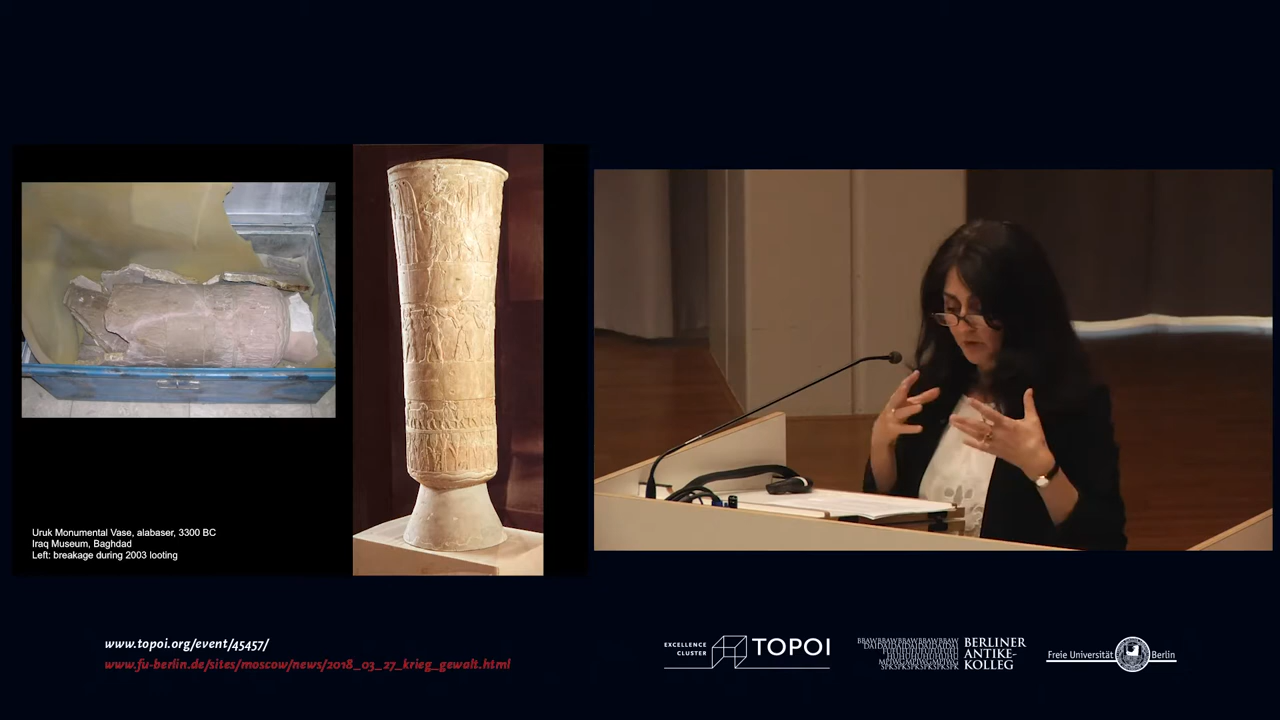 Uruk Monumental Vase, alabaser, 3300 BC
Iraq Museum, Baghdad
Left: breakage during 2003 looting
www.topoi.org/event/45457/
www.fu-berlin.de/sites/moscow/news/2018_03_27_krieg_gewalt.html
EXCELLENCE
CLUSTER
TOPOI
BERLINER
ANTIKE-
KOLLEG
Freie Universität
Berlin